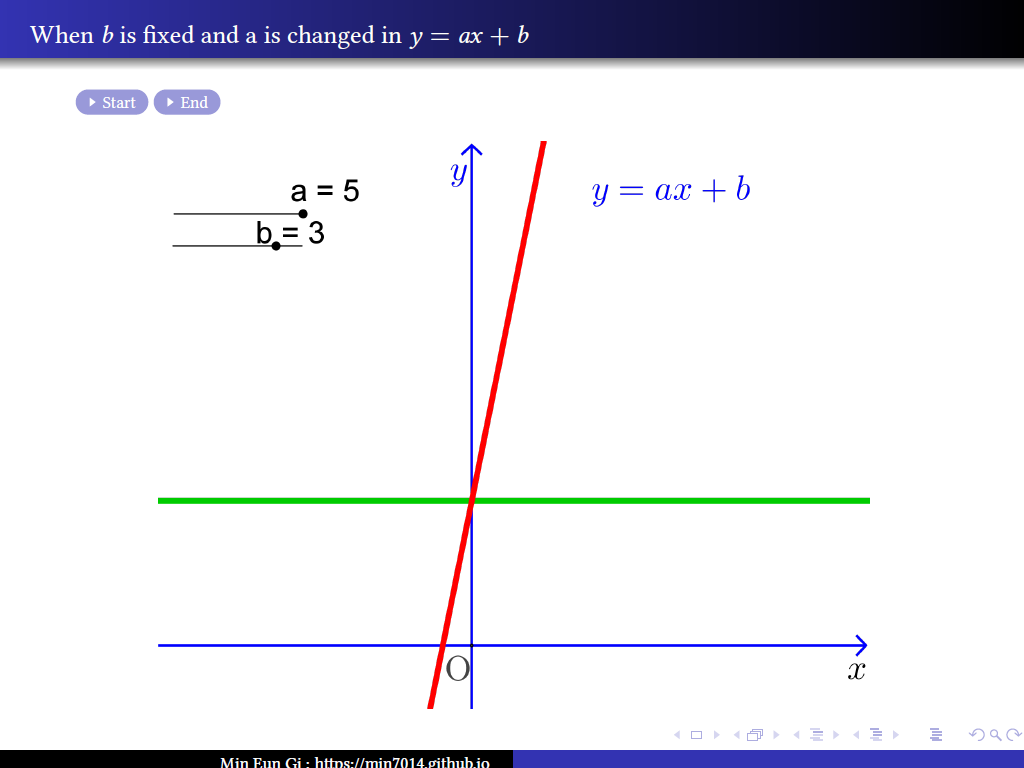 When b is fixed and a is changed in y = ax + b
Start End
a = 5
b = 3
y
y = ax + b
O
x
Min Eun Gi : https://min7014.github.io